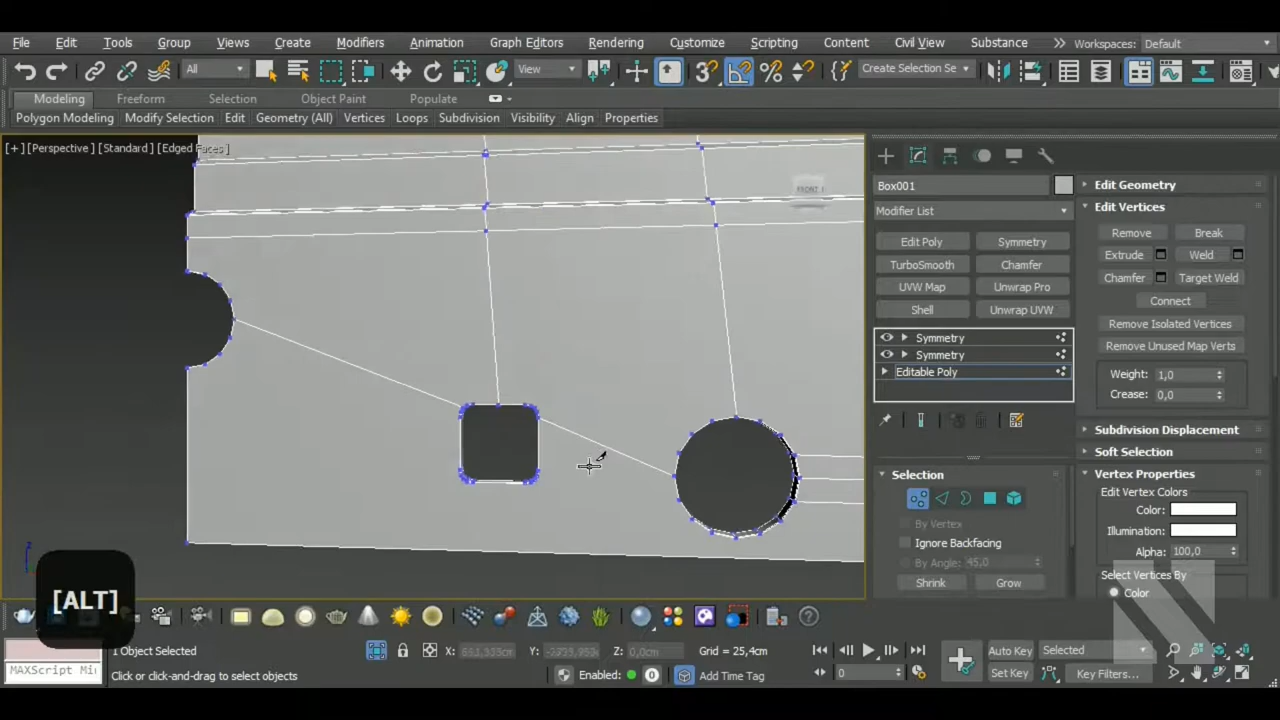 File Edit Tools Group Views Create Modifiers Animation Graph Editors Rendering Customize Scripting Content Civil View Substance Workspaces: Default
All View Create Selection Se
Modeling Freeform Selection Object Paint Populate
Polygon Modeling Modify Selection Edit Geometry (All) Vertices Loops Subdivision Visibility Align Properties
[+] [Perspective] [Standard] [Edged Faces]
FRONT
Box001
Modifier List
Edit Poly Symmetry
TurboSmooth Chamfer
UVW Map Unwrap Pro
Shell Unwrap UVW
Symmetry
Symmetry
Editable Poly
Selection
By Vertex
Ignore Backfacing
By Angle: 45,0
Shrink Grow
Edit Geometry
Edit Vertices
Remove Break
Extrude Weld
Chamfer Target Weld
Connect
Remove Isolated Vertices
Remove Unused Map Verts
Weight: 1,0
Crease: 0,0
Subdivision Displacement
Soft Selection
Vertex Properties
Edit Vertex Colors
Color:
Illumination:
Alpha: 100,0
Select Vertices By
Color
[ALT]
1 Object Selected X: Y: Z: 0,0cm Grid = 25,4cm Auto Key Selected
MAXScript Mi Click or click-and-drag to select objects Enabled: 0 Add Time Tag 0 Set Key Key Filters...